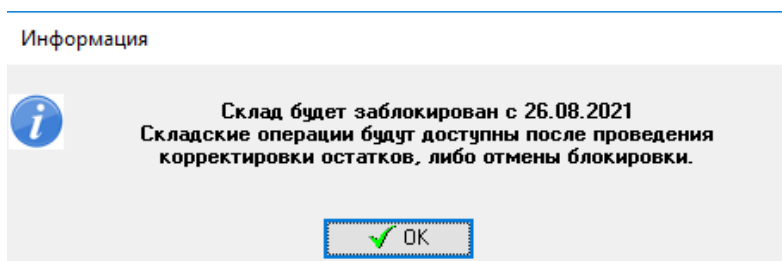 Информация
Склад будет заблокирован с 26.08.2021
Складские операции будут доступны после проведения
корректировки остатков, либо отмены блокировки.
OK